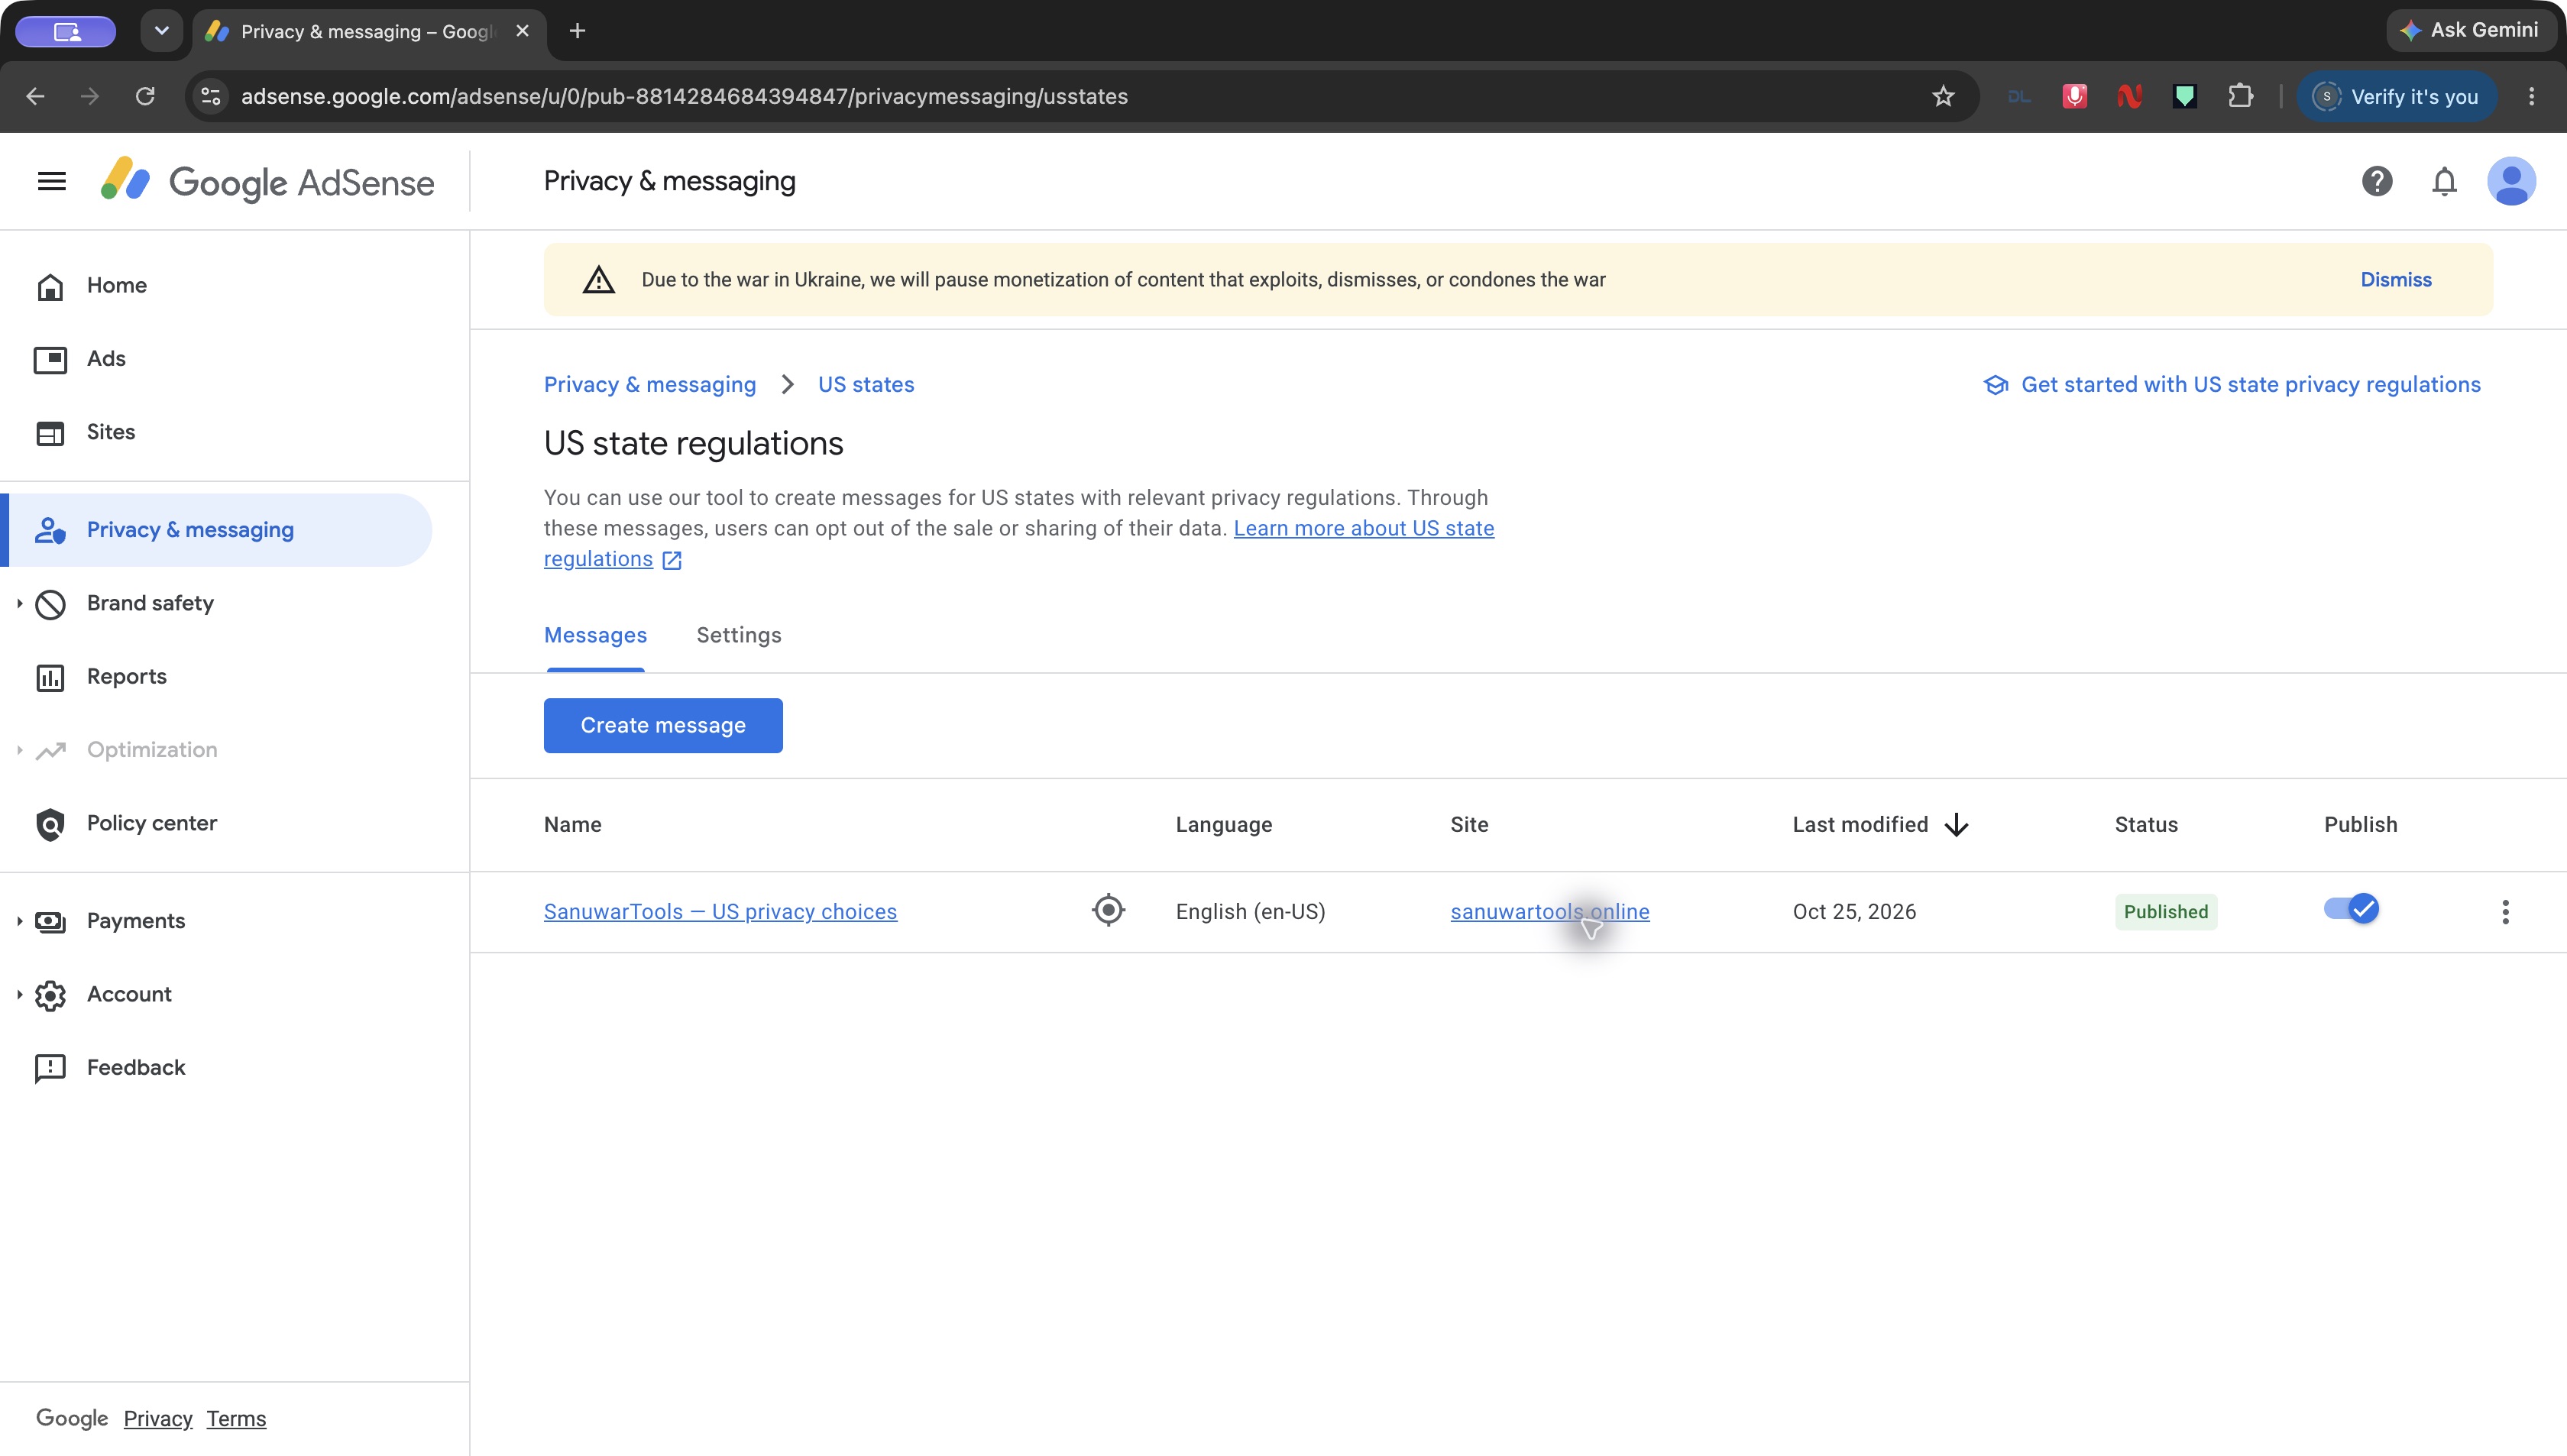 Privacy & messaging – Googl
Ask Gemini
adsense.google.com/adsense/u/0/pub-8814284684394847/privacymessaging/usstates
DL
S
Verify it's you
Google AdSense
Privacy & messaging
Home
Ads
Sites
Privacy & messaging
Brand safety
Reports
Optimization
Policy center
Payments
Account
Feedback
Google Privacy Terms
Due to the war in Ukraine, we will pause monetization of content that exploits, dismisses, or condones the war
Dismiss
Privacy & messaging US states
Get started with US state privacy regulations
US state regulations
You can use our tool to create messages for US states with relevant privacy regulations. Through
these messages, users can opt out of the sale or sharing of their data. Learn more about US state
regulations
Messages Settings
Create message
Name Language Site Last modified Status Publish
SanuwarTools — US privacy choices English (en-US) sanuwartools.online Oct 25, 2026 Published